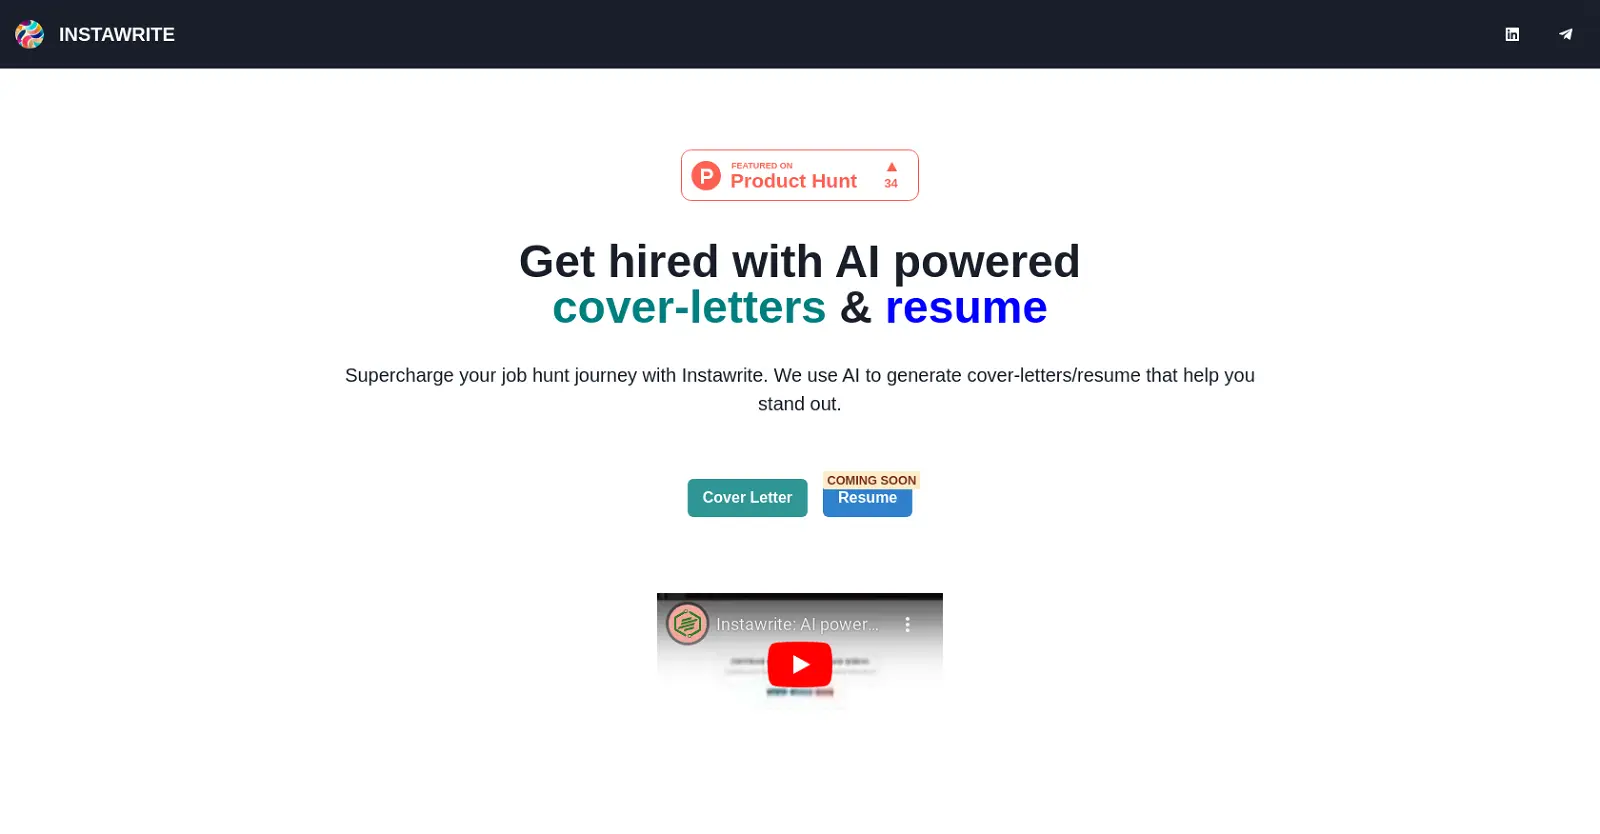 INSTAWRITE
FEATURED ON
Product Hunt
34
Get hired with AI powered
cover-letters & resume
Supercharge your job hunt journey with Instawrite. We use AI to generate cover-letters/resume that help you
stand out.
COMING SOON
Cover Letter
Resume
Instawrite: AI power...